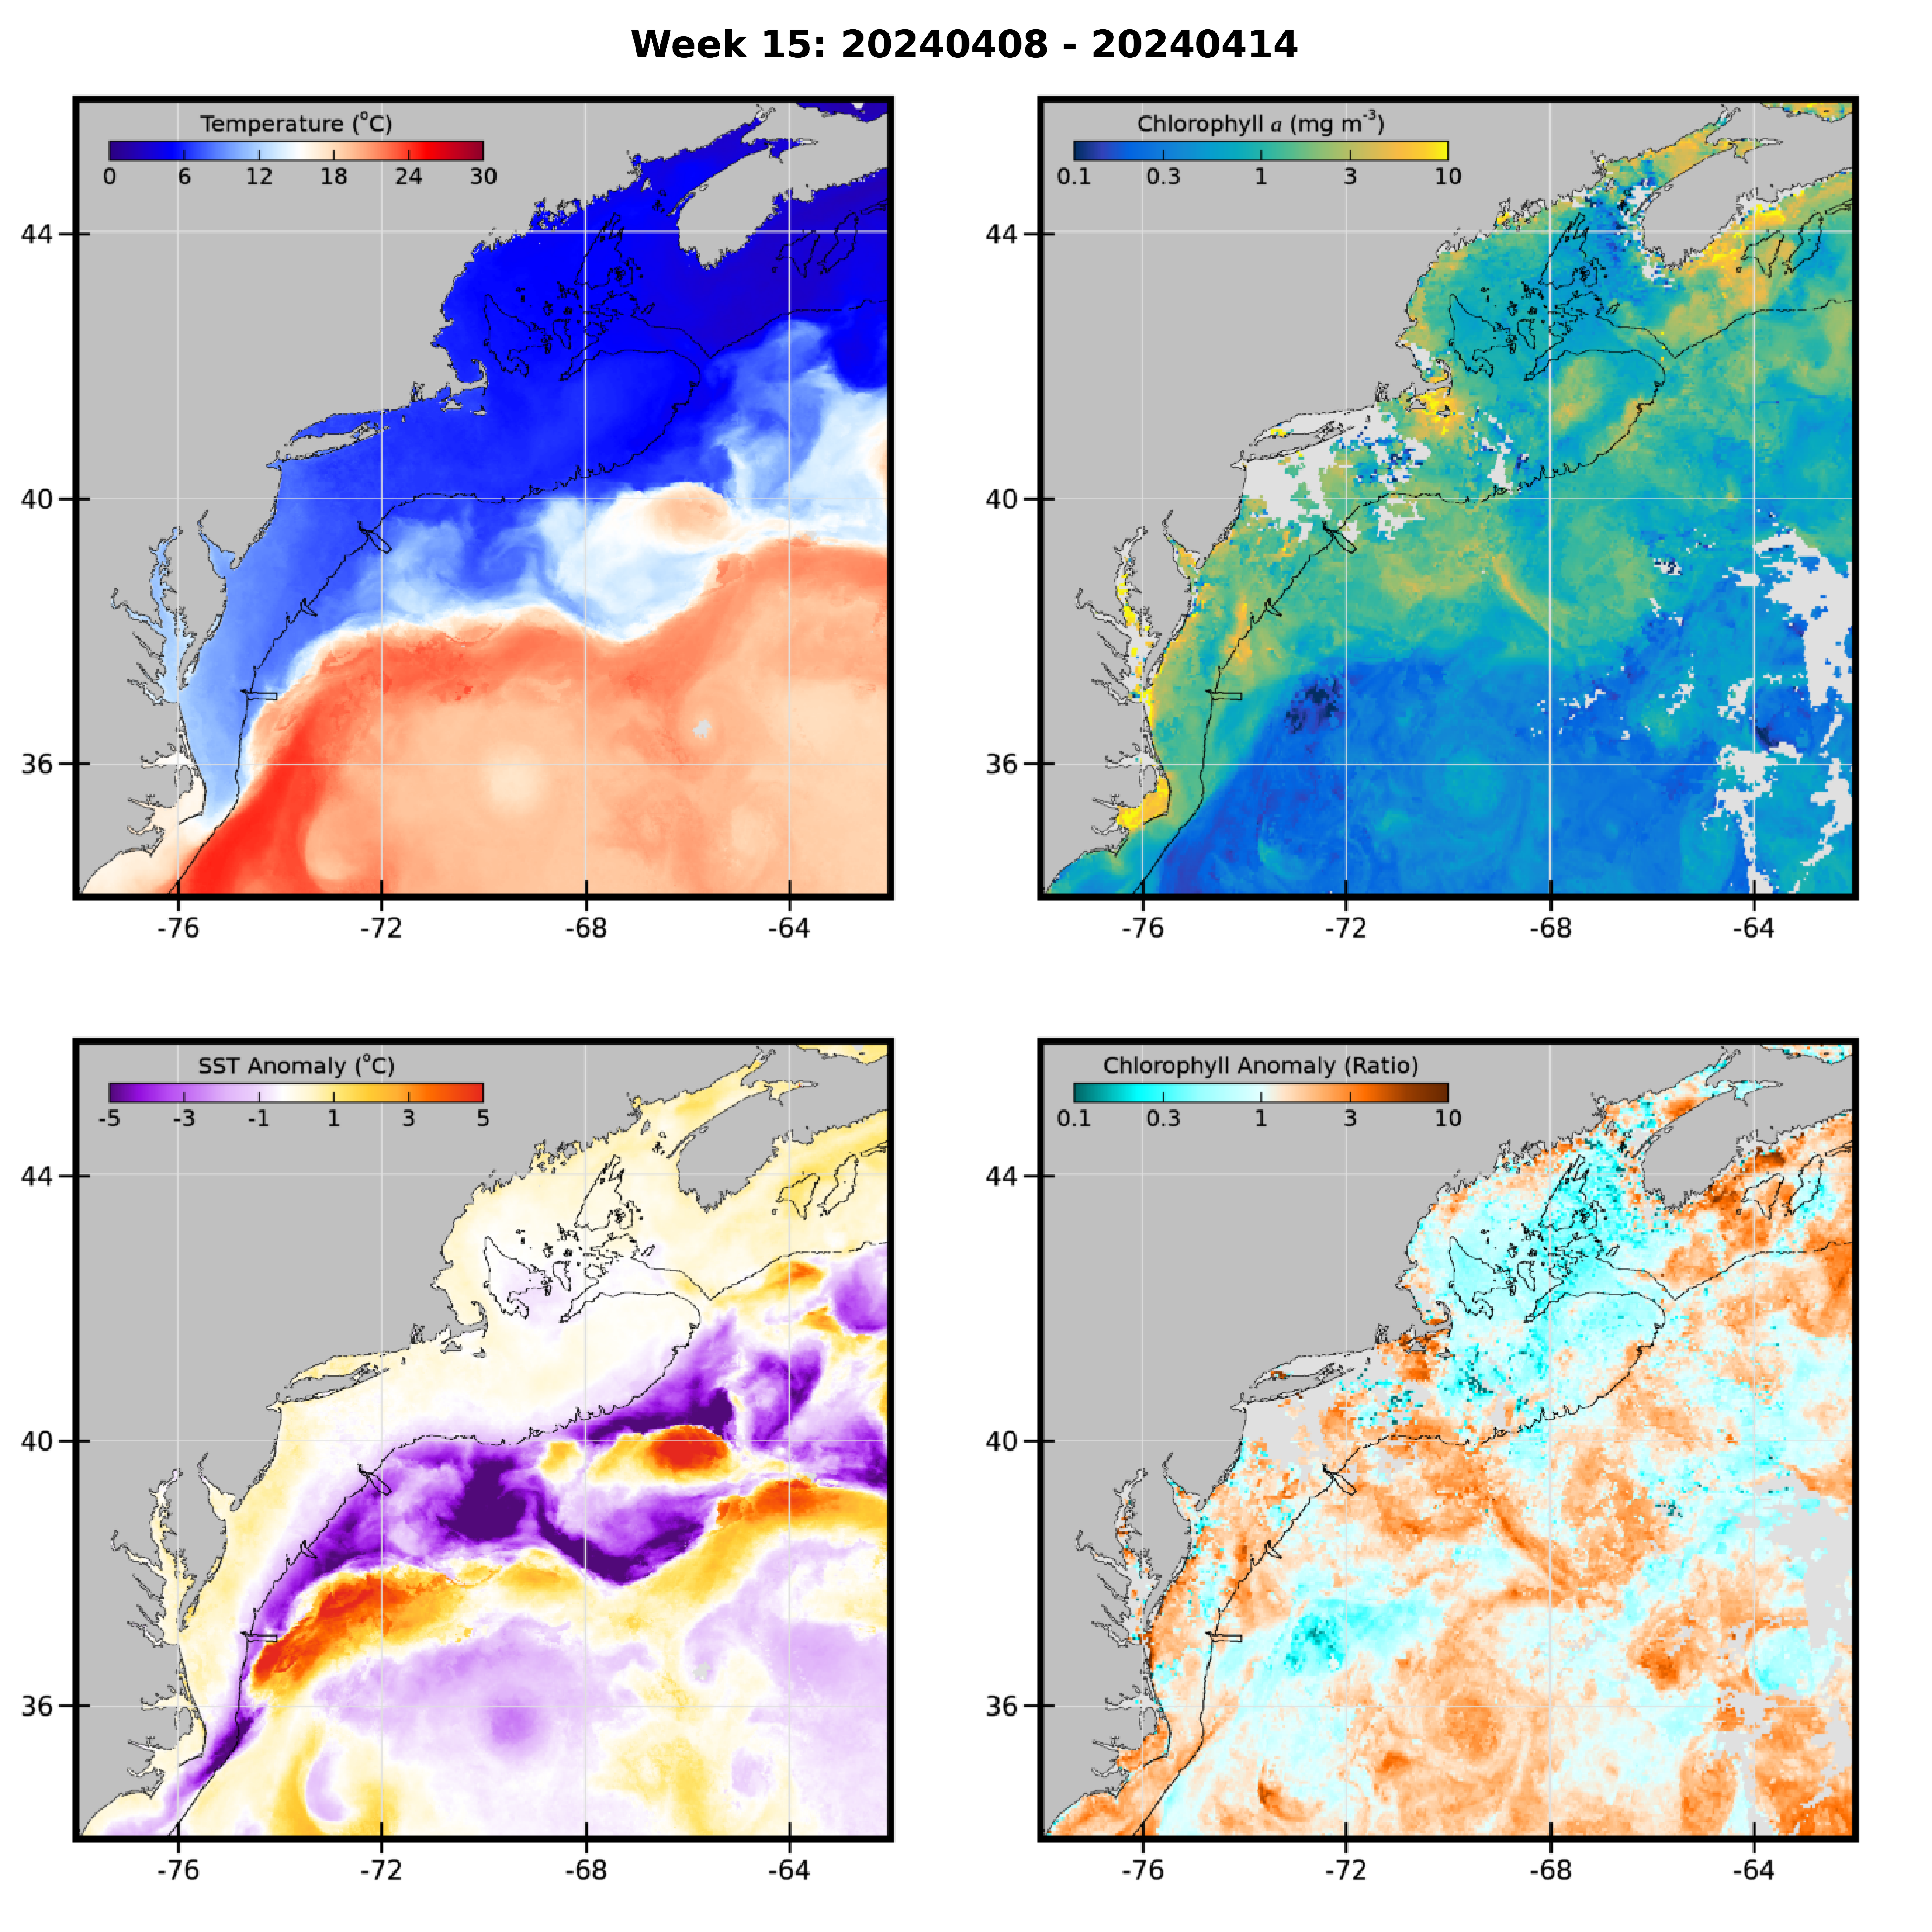 Week 15: 20240408 - 20240414
Temperature (°C)
0 6 12 18 24 30
44
40
36
-76 -72 -68 -64
Chlorophyll a (mg m⁻³)
0.1 0.3 1 3 10
44
40
36
-76 -72 -68 -64
SST Anomaly (°C)
-5 -3 -1 1 3 5
44
40
36
-76 -72 -68 -64
Chlorophyll Anomaly (Ratio)
0.1 0.3 1 3 10
44
40
36
-76 -72 -68 -64